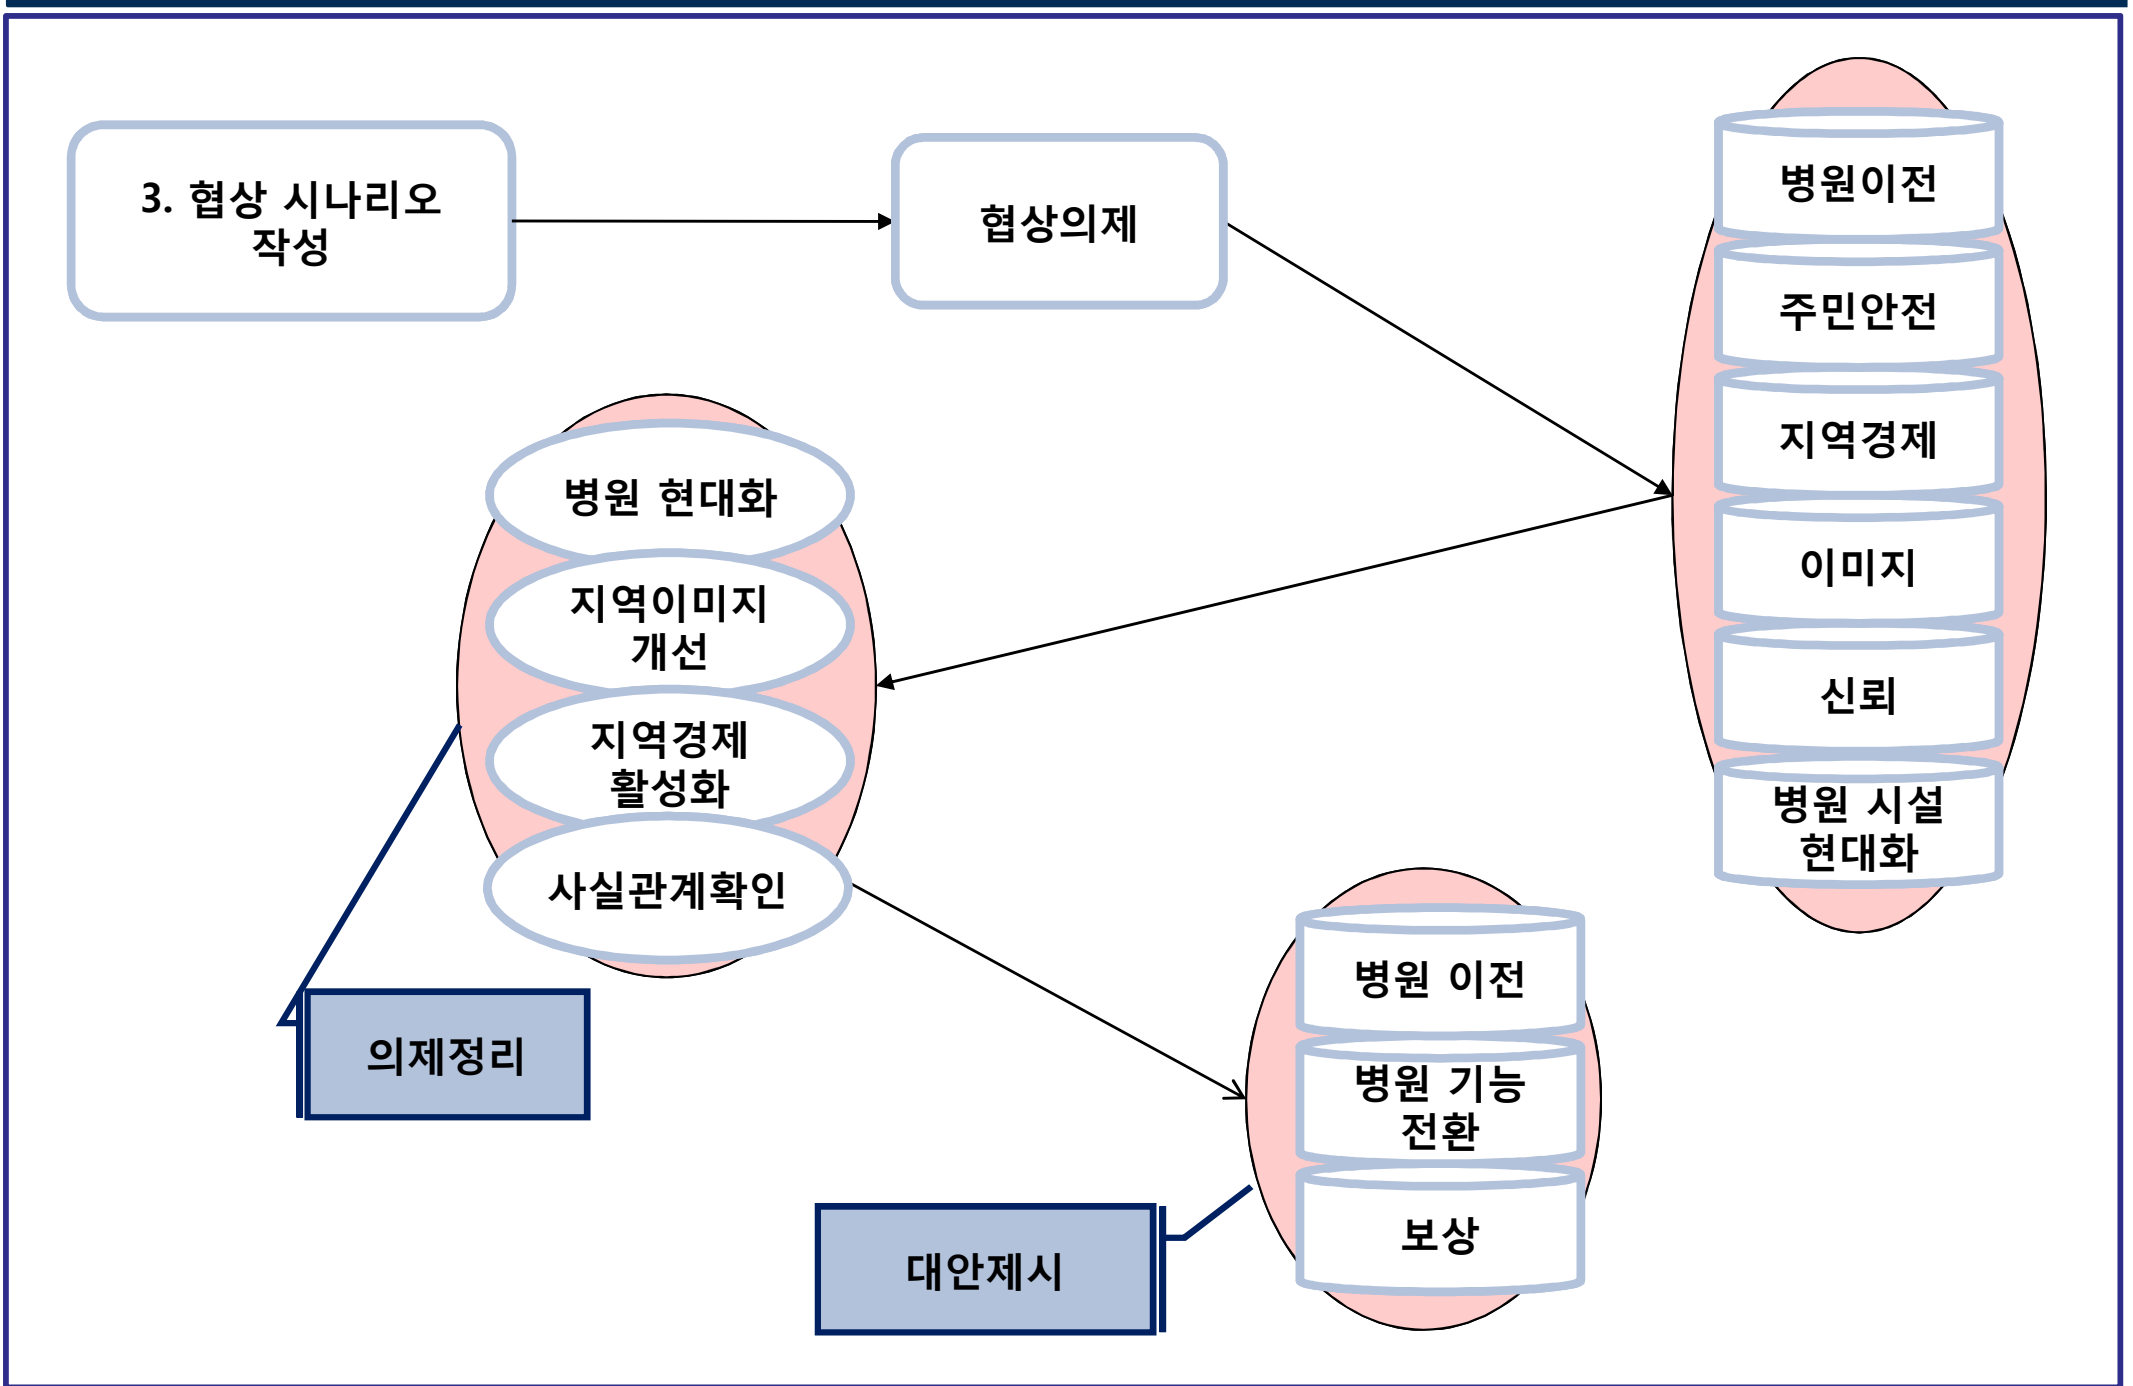 3. 협상 시나리오
작성
협상의제
병원이전
주민안전
지역경제
이미지
신뢰
병원 시설
현대화
병원 현대화
지역이미지
개선
지역경제
활성화
사실관계확인
의제정리
병원 이전
병원 기능
전환
보상
대안제시